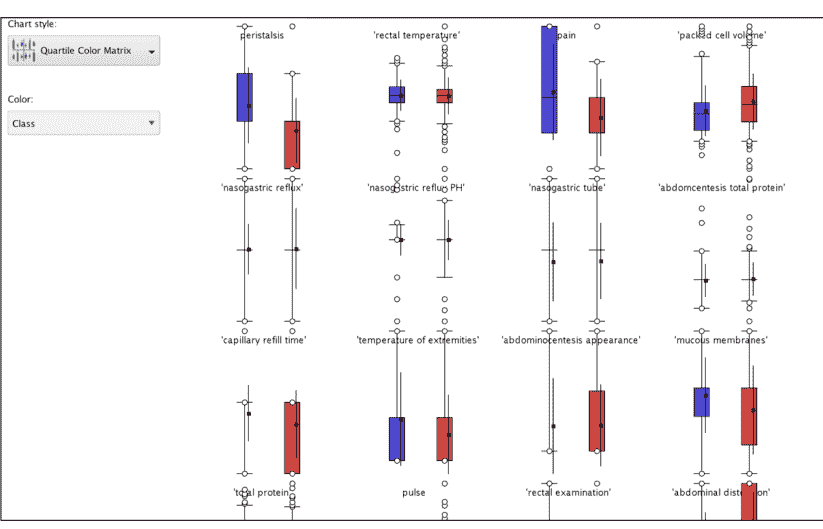 Chart style:
Quartile Color Matrix
Color:
Class
peristalsis 'rectal temperature' pain 'packed cell volume'
'nasogastric reflux' 'nasogastric reflux PH' 'nasogastric tube' 'abdomcentesis total protein'
'capillary refill time' 'temperature of extremities' 'abdominocentesis appearance' 'mucous membranes'
'total protein' pulse 'rectal examination' 'abdominal distention'